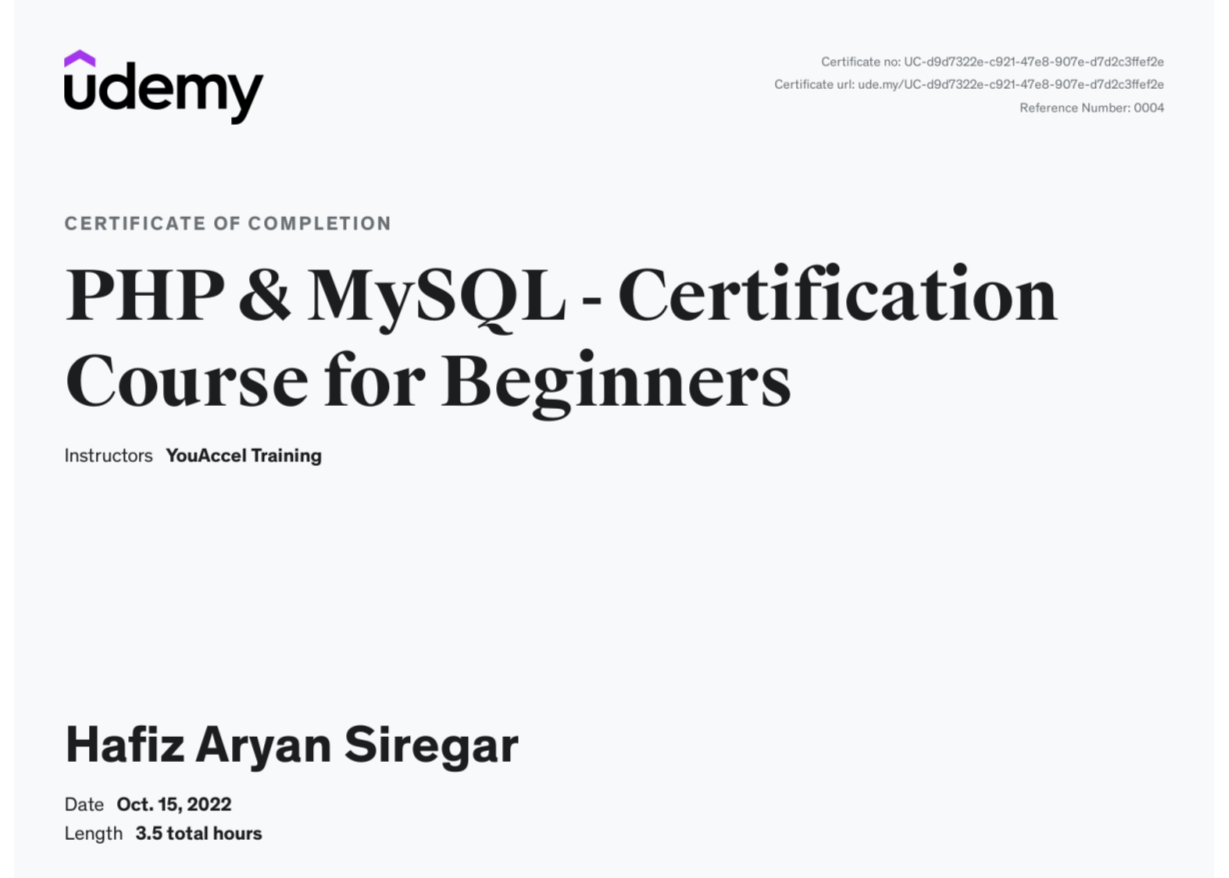 udemy
Certificate no: UC-d9d7322e-c921-47e8-907e-d7d2c3ffef2e
Certificate url: ude.my/UC-d9d7322e-c921-47e8-907e-d7d2c3ffef2e
Reference Number: 0004
CERTIFICATE OF COMPLETION
PHP & MySQL - Certification
Course for Beginners
Instructors YouAccel Training
Hafiz Aryan Siregar
Date Oct. 15, 2022
Length 3.5 total hours